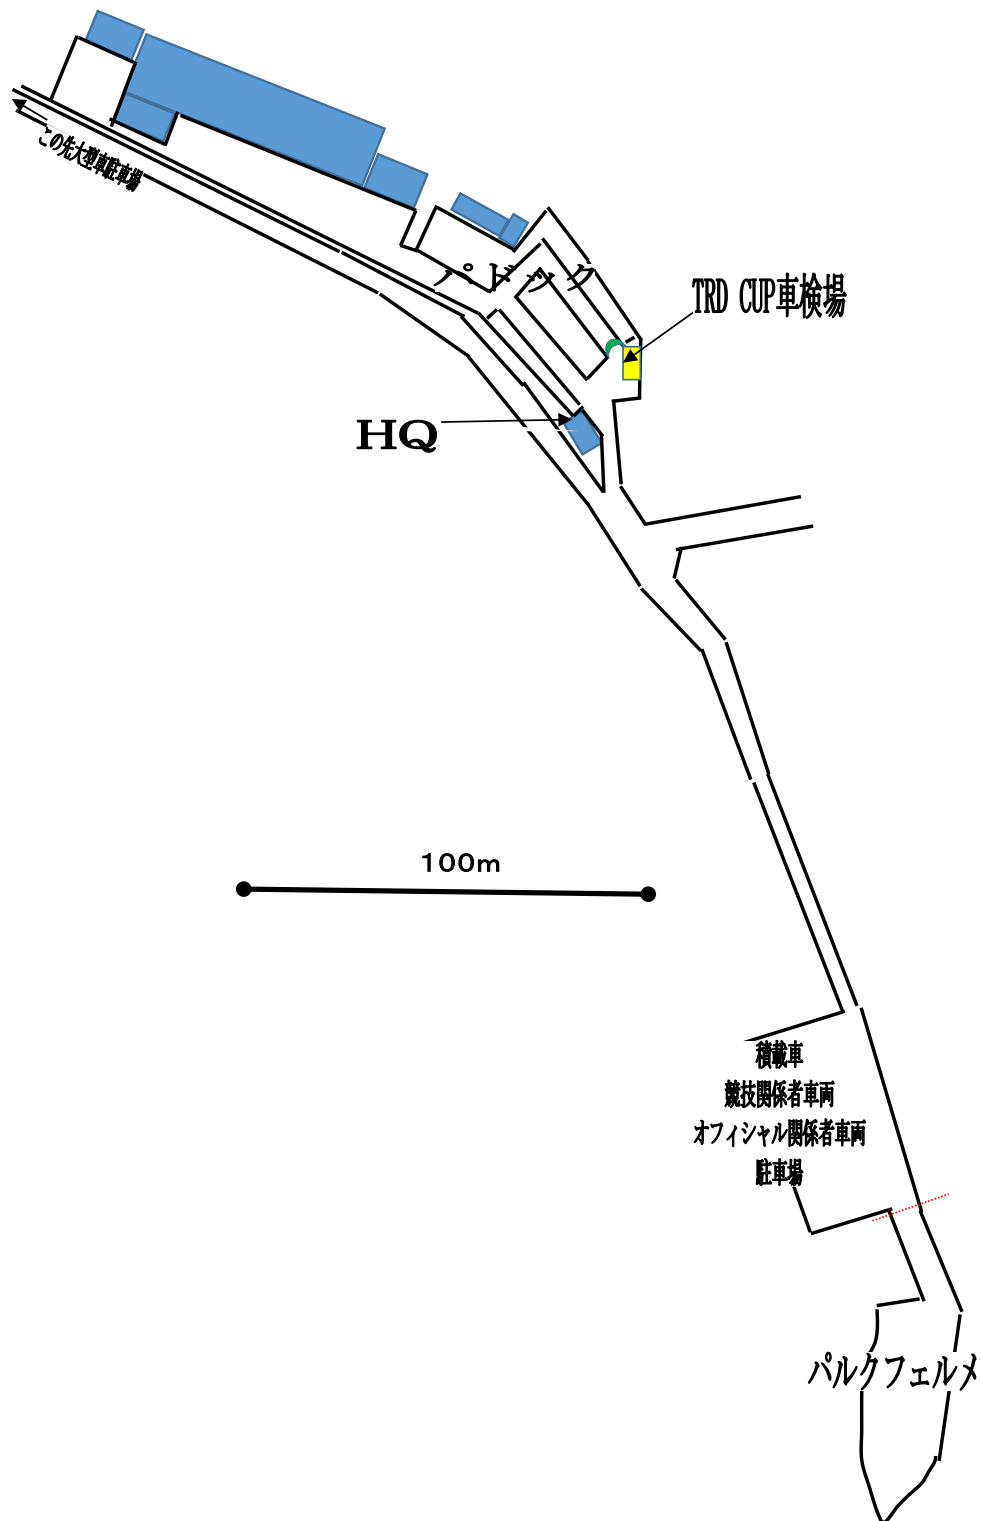 この先大型車駐車場
パドック
TRD CUP車検場
HQ
100m
積載車
競技関係者車両
オフィシャル関係者車両
駐車場
パルクフェルメ